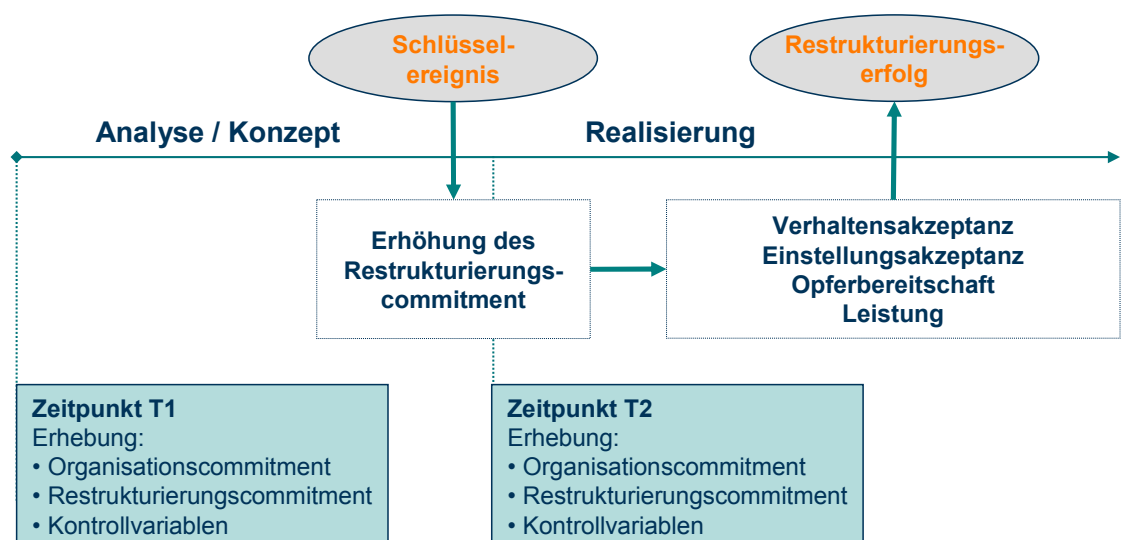 Schlüssel-
ereignis
Restrukturierungs-
erfolg
Analyse / Konzept
Realisierung
Erhöhung des
Restrukturierungs-
commitment
Verhaltensakzeptanz
Einstellungsakzeptanz
Opferbereitschaft
Leistung
Zeitpunkt T1
Erhebung:
• Organisationscommitment
• Restrukturierungscommitment
• Kontrollvariablen
Zeitpunkt T2
Erhebung:
• Organisationscommitment
• Restrukturierungscommitment
• Kontrollvariablen